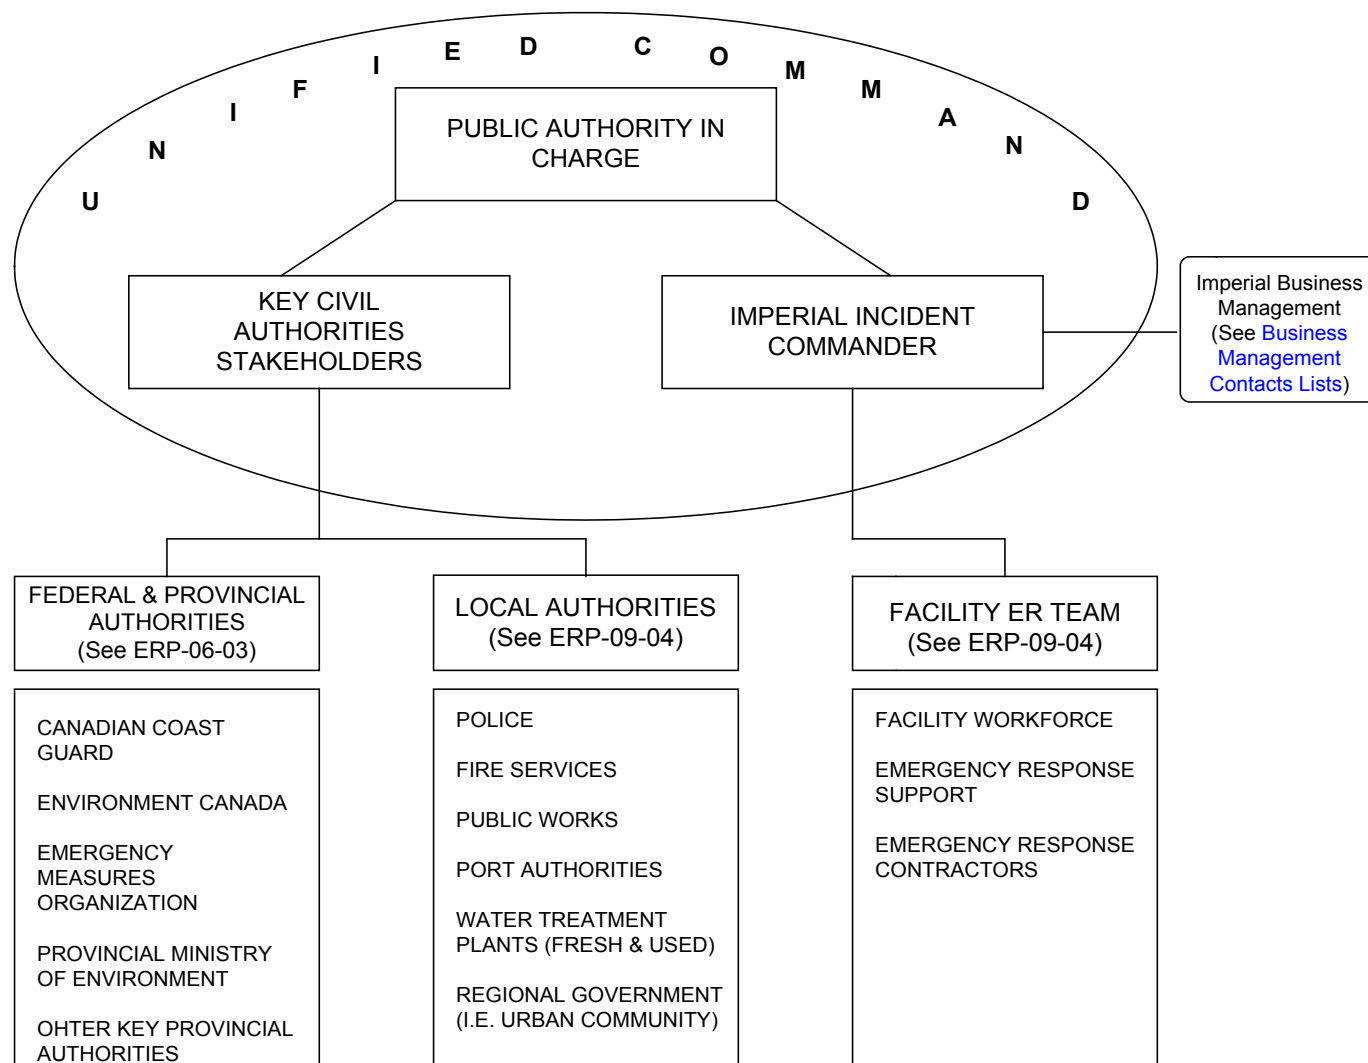 UNIFIED COMMAND
PUBLIC AUTHORITY IN
CHARGE
KEY CIVIL
AUTHORITIES
STAKEHOLDERS
IMPERIAL INCIDENT
COMMANDER
Imperial Business
Management
(See Business
Management
Contacts Lists)
FEDERAL & PROVINCIAL
AUTHORITIES
(See ERP-06-03)
CANADIAN COAST
GUARD
ENVIRONMENT CANADA
EMERGENCY
MEASURES
ORGANIZATION
PROVINCIAL MINISTRY
OF ENVIRONMENT
OHTER KEY PROVINCIAL
AUTHORITIES
LOCAL AUTHORITIES
(See ERP-09-04)
POLICE
FIRE SERVICES
PUBLIC WORKS
PORT AUTHORITIES
WATER TREATMENT
PLANTS (FRESH & USED)
REGIONAL GOVERNMENT
(I.E. URBAN COMMUNITY)
FACILITY ER TEAM
(See ERP-09-04)
FACILITY WORKFORCE
EMERGENCY RESPONSE
SUPPORT
EMERGENCY RESPONSE
CONTRACTORS